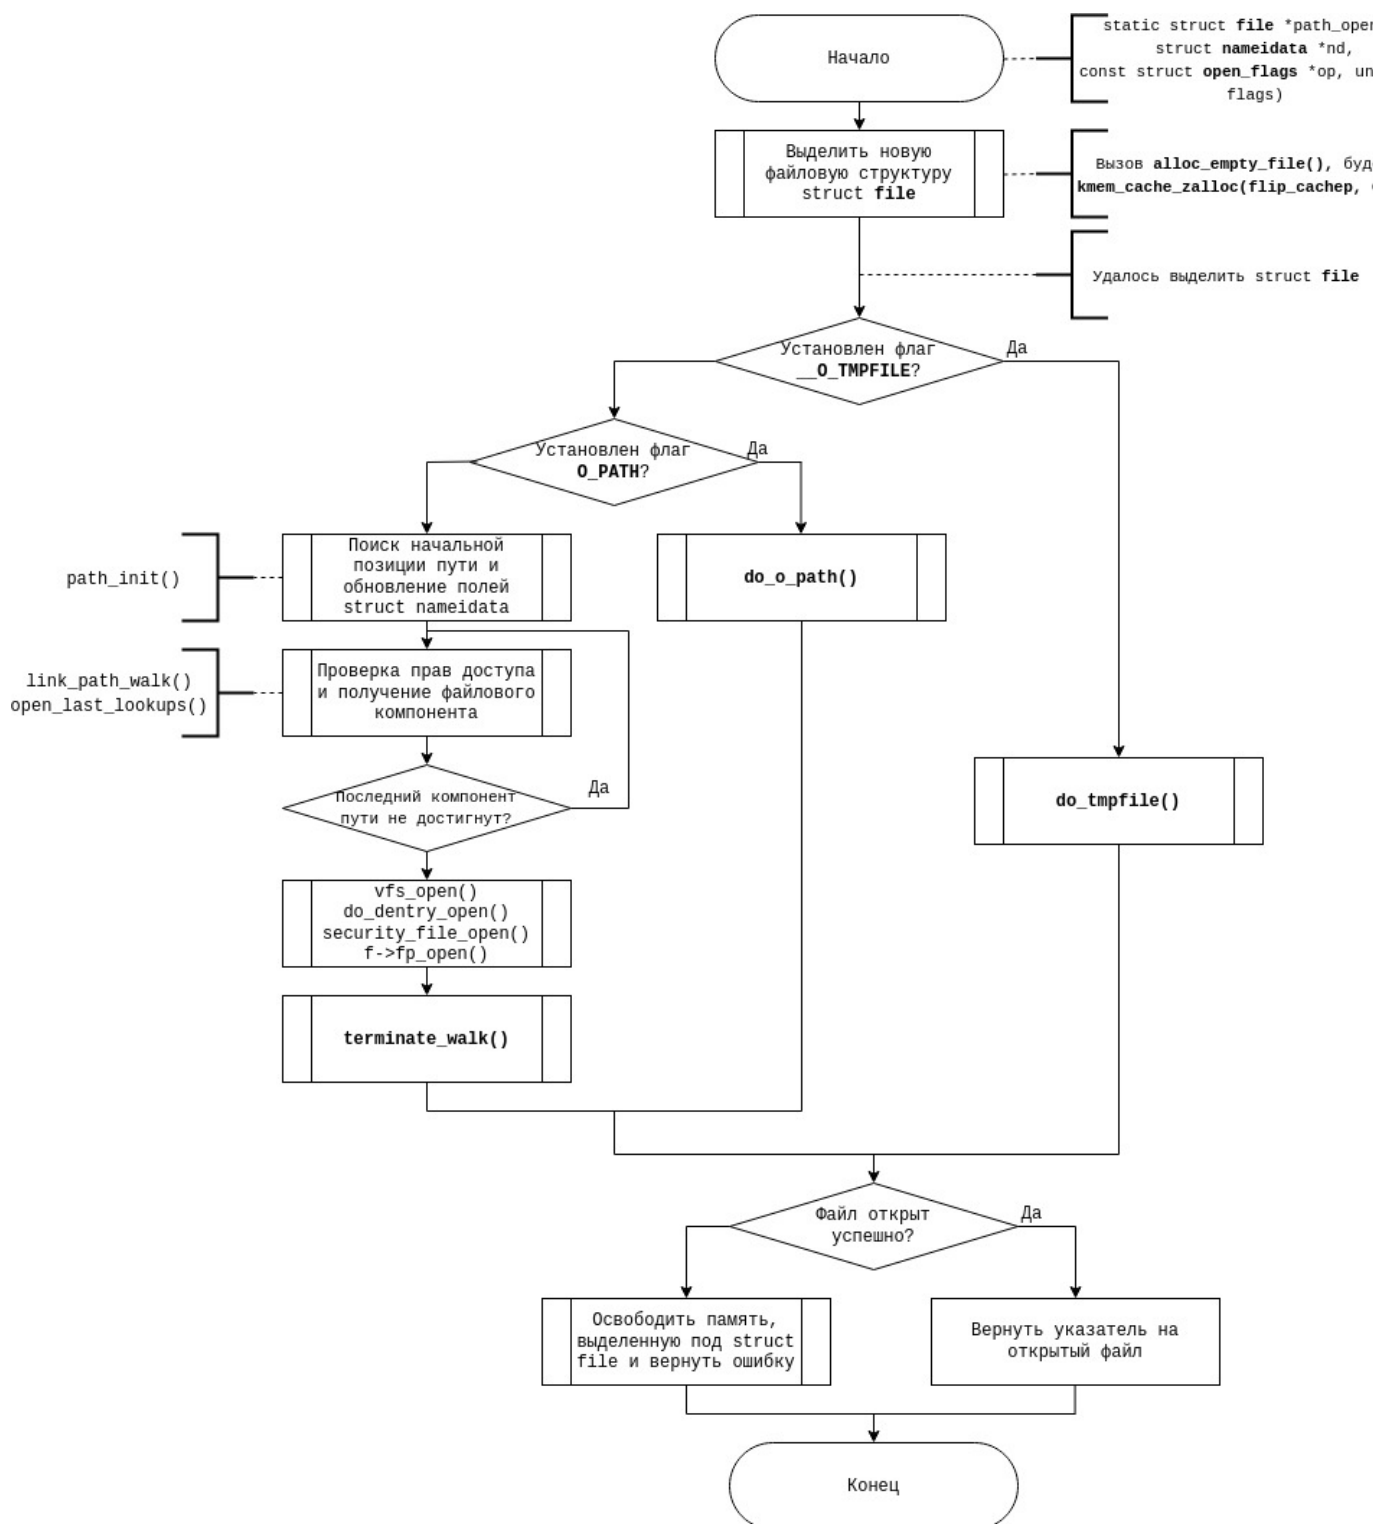 Начало
static struct file *path_open
struct nameidata *nd,
const struct open_flags *op, un
flags)
Выделить новую
файловую структуру
struct file
Вызов alloc_empty_file(), буд
kmem_cache_zalloc(flip_cachep,
Удалось выделить struct file
Установлен флаг
__O_TMPFILE?
Да
Установлен флаг
O_PATH?
Да
path_init()
Поиск начальной
позиции пути и
обновление полей
struct nameidata
do_o_path()
link_path_walk()
open_last_lookups()
Проверка прав доступа
и получение файлового
компонента
Последний компонент
пути не достигнут?
Да
do_tmpfile()
vfs_open()
do_dentry_open()
security_file_open()
f->fp_open()
terminate_walk()
Файл открыт
успешно?
Да
Освободить память,
выделенную под struct
file и вернуть ошибку
Вернуть указатель на
открытый файл
Конец